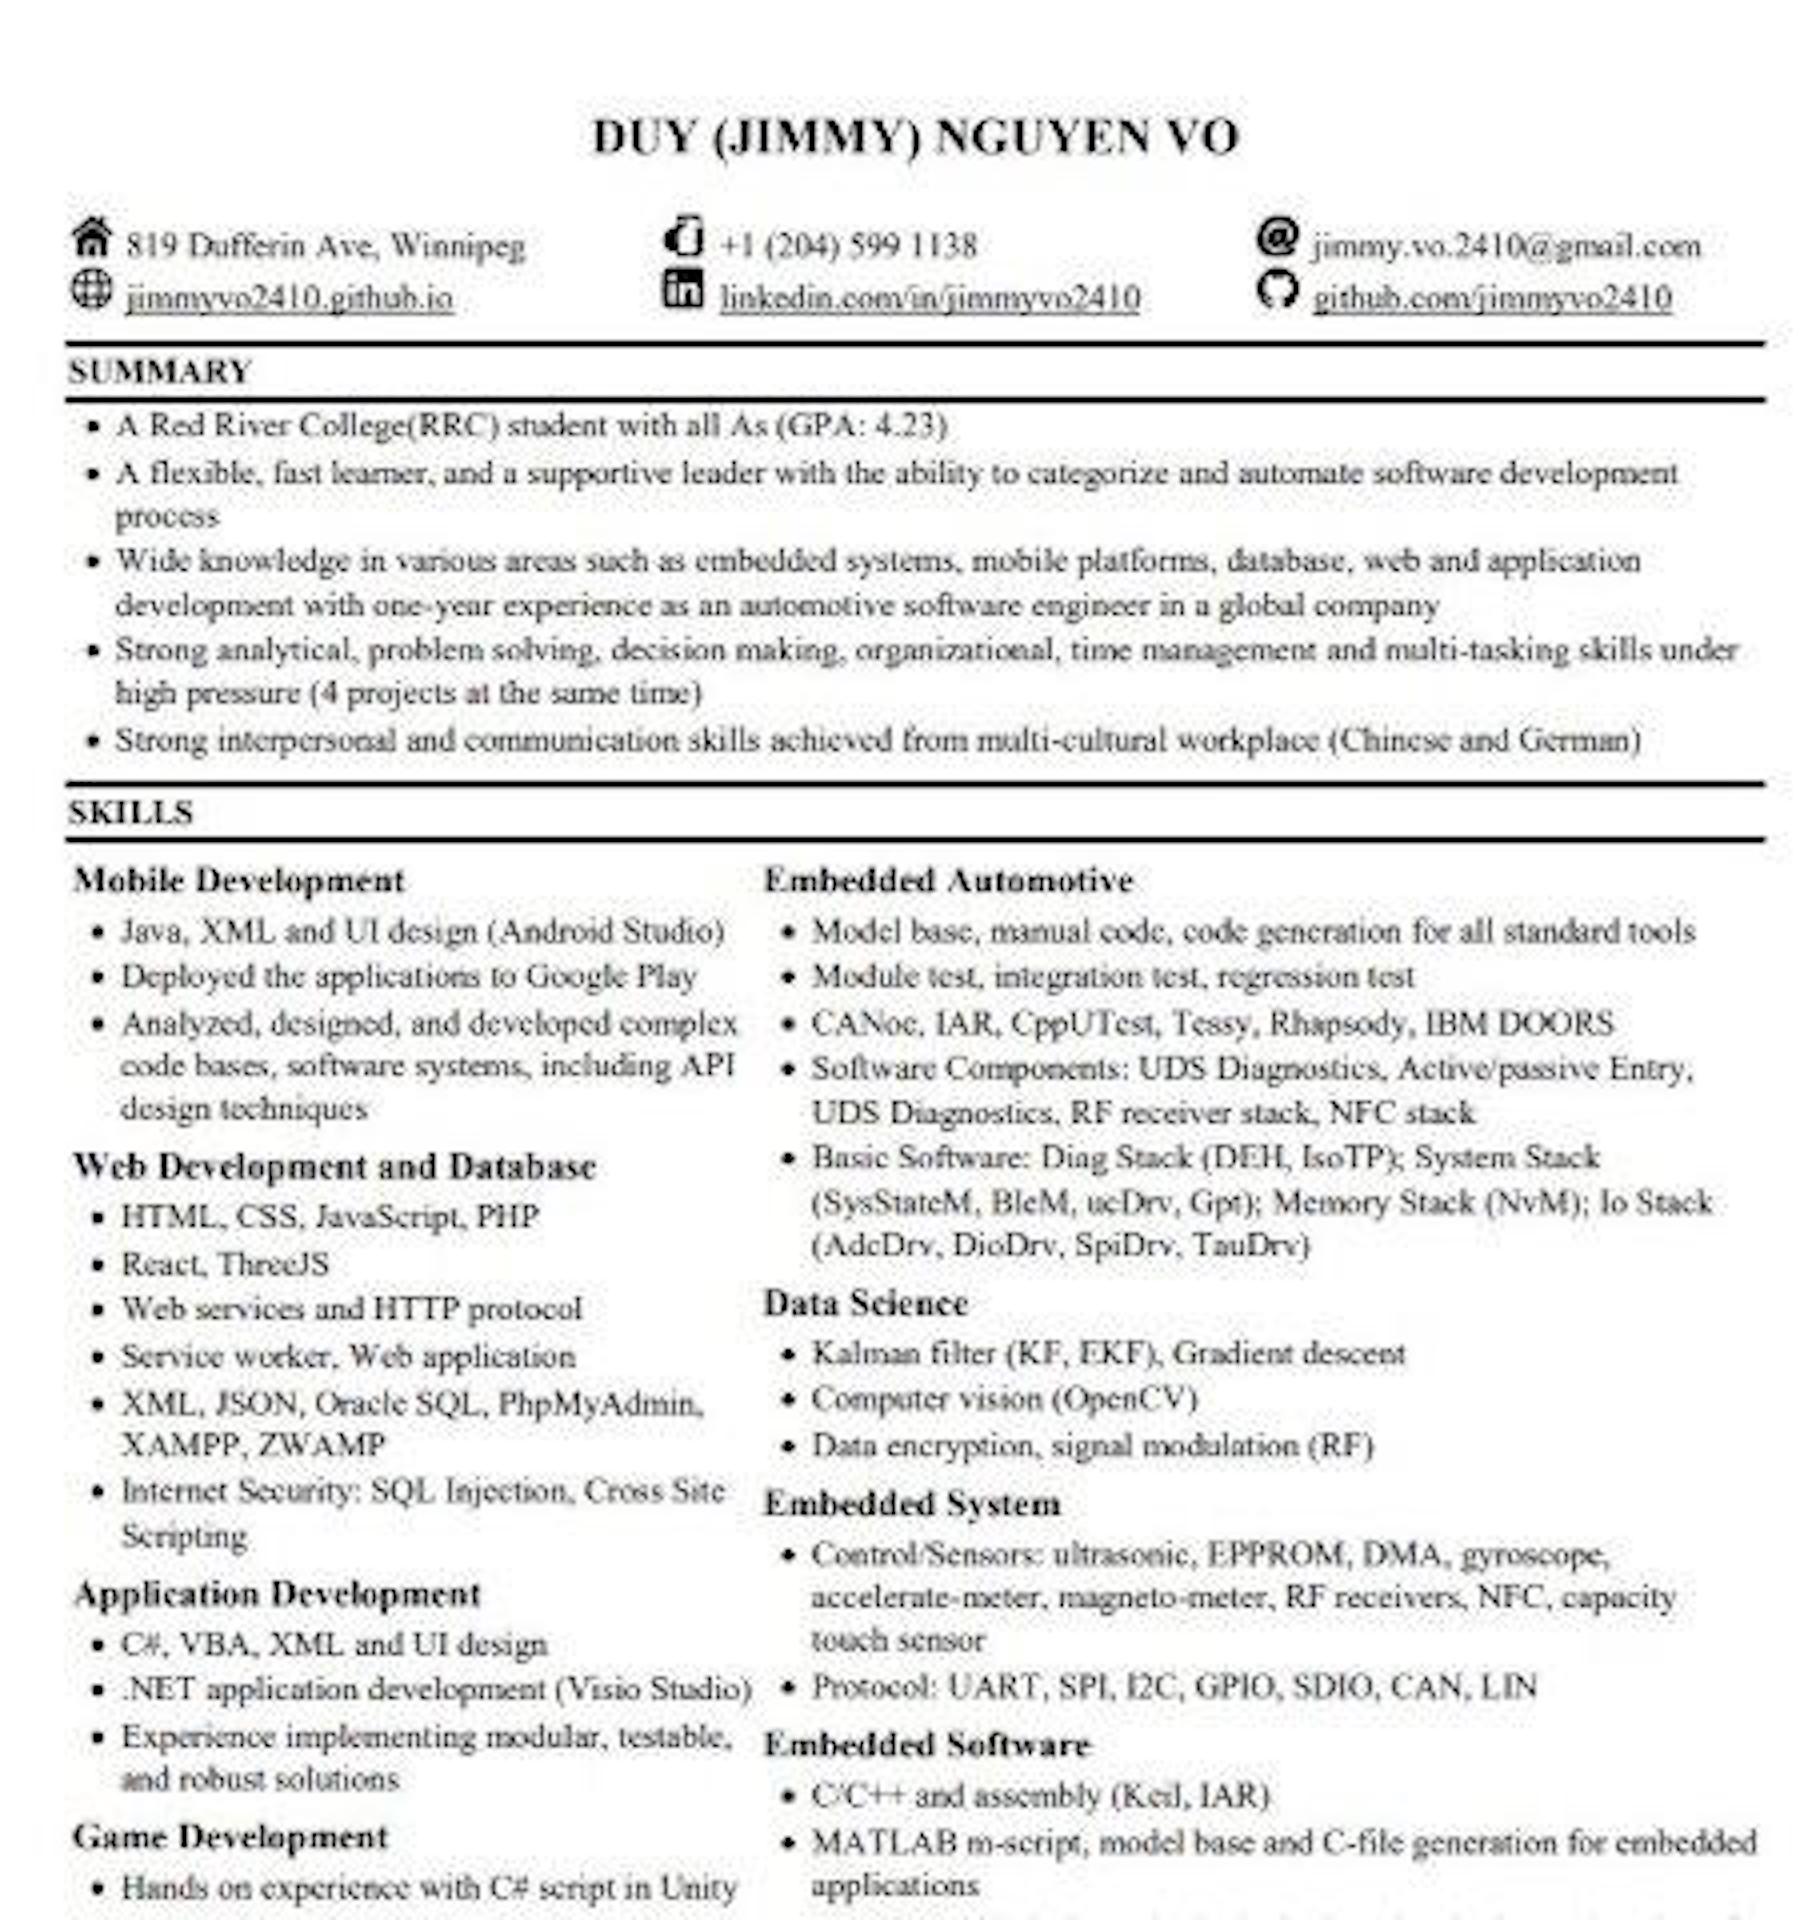 DUY (JIMMY) NGUYEN VO
819 Dufferin Ave, Winnipeg
+1 (204) 599 1138
jimmy.vo.2410@gmail.com
jimmyvo2410.github.io
linkedin.com/in/jimmyvo2410
github.com/jimmyvo2410
SUMMARY
• A Red River College(RRC) student with all As (GPA: 4.23)
• A flexible, fast learner, and a supportive leader with the ability to categorize and automate software development
process
• Wide knowledge in various areas such as embedded systems, mobile platforms, database, web and application
development with one-year experience as an automotive software engineer in a global company
• Strong analytical, problem solving, decision making, organizational, time management and multi-tasking skills under
high pressure (4 projects at the same time)
• Strong interpersonal and communication skills achieved from multi-cultural workplace (Chinese and German)
SKILLS
Mobile Development
• Java, XML and UI design (Android Studio)
• Deployed the applications to Google Play
• Analyzed, designed, and developed complex
code bases, software systems, including API
design techniques
Web Development and Database
• HTML, CSS, JavaScript, PHP
• React, ThreeJS
• Web services and HTTP protocol
• Service worker, Web application
• XML, JSON, Oracle SQL, PhpMyAdmin,
XAMPP, ZWAMP
• Internet Security: SQL Injection, Cross Site
Scripting
Application Development
• C#, VBA, XML and UI design
• .NET application development (Visio Studio)
• Experience implementing modular, testable,
and robust solutions
Game Development
• Hands on experience with C# script in Unity
Embedded Automotive
• Model base, manual code, code generation for all standard tools
• Module test, integration test, regression test
• CANoe, IAR, CppUTest, Tessy, Rhapsody, IBM DOORS
• Software Components: UDS Diagnostics, Active/passive Entry,
UDS Diagnostics, RF receiver stack, NFC stack
• Basic Software: Diag Stack (DEH, IsoTP); System Stack
(SysStateM, BleM, ucDrv, Gpt); Memory Stack (NvM); Io Stack
(AdcDrv, DioDrv, SpiDrv, TauDrv)
Data Science
• Kalman filter (KF, EKF), Gradient descent
• Computer vision (OpenCV)
• Data encryption, signal modulation (RF)
Embedded System
• Control/Sensors: ultrasonic, EPPROM, DMA, gyroscope,
accelerate-meter, magneto-meter, RF receivers, NFC, capacity
touch sensor
• Protocol: UART, SPI, I2C, GPIO, SDIO, CAN, LIN
Embedded Software
• C/C++ and assembly (Keil, IAR)
• MATLAB m-script, model base and C-file generation for embedded
applications